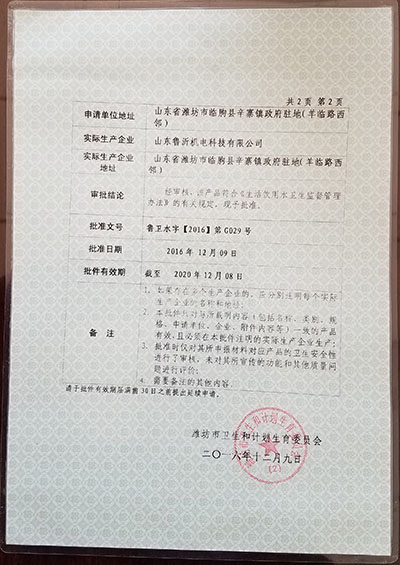 共2页 第2页
申请单位地址 山东省潍坊市临朐县辛寨镇政府驻地(羊临路西
邻)
实际生产企业 山东鲁沂机电科技有限公司
实际生产企业
地址
山东省潍坊市临朐县辛寨镇政府驻地(羊临路西
邻)
审批结论 经审核，该产品符合《生活饮用水卫生监督管理
办法》的有关规定，现予批准。
批准文号 鲁卫水字【2016】第G029号
批准日期 2016年12月09日
批件有效期 截至 2020年12月08日
备 注
1. 如果存在多个生产企业的，应分别注明每个实际
生产企业的名称和地址；
2. 本批件只对与所载明内容（包括名称、类别、规
格、申请单位、企业、附件内容等）一致的产品
有效，且必须在本批件注明的实际生产企业生产；
3. 批准时仅对其所申报材料对应产品的卫生安全性
进行了审核，未对其所宣传的功能和其他质量问
题进行评价；
4. 需要备注的其他内容。
请于批件有效期届满前30日之前提出延续申请。
潍坊市卫生和计划生育委员会
二〇一六年十二月九日
(2)